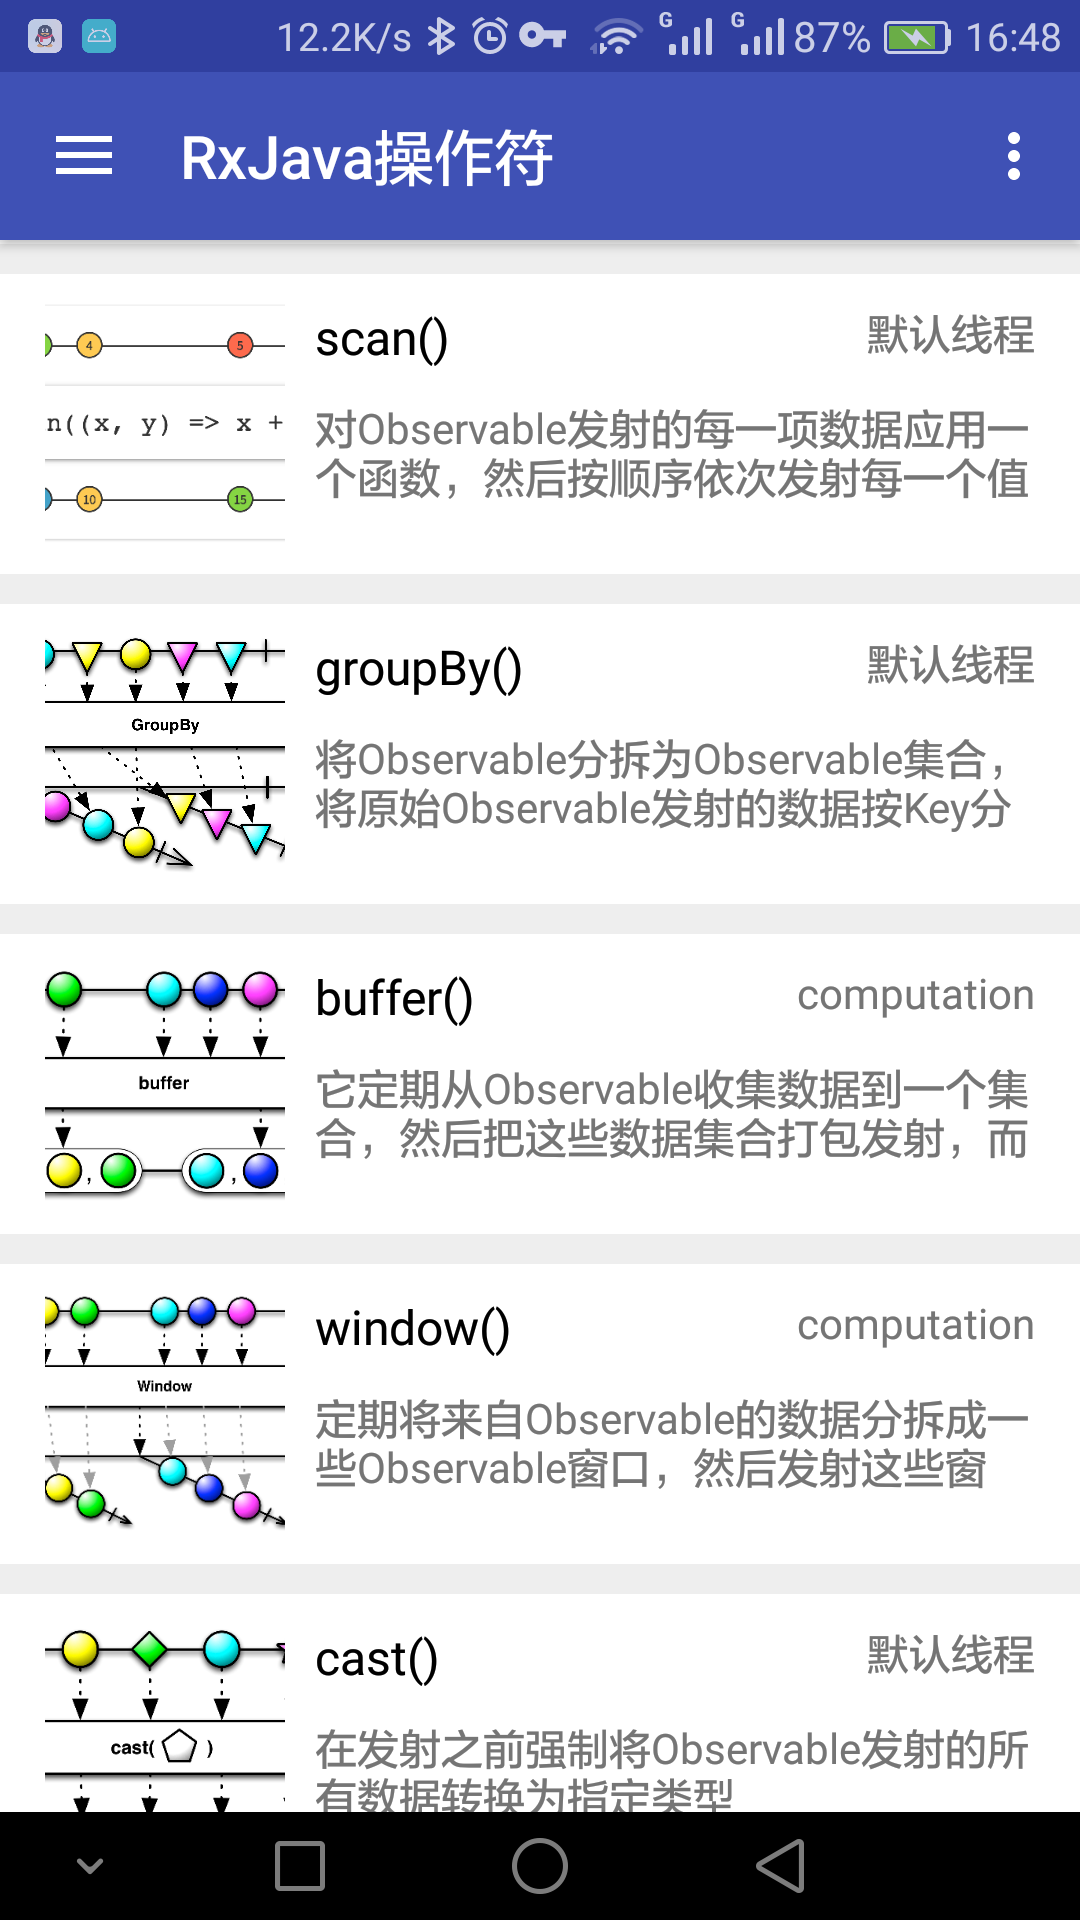 12.2K/s G G 87% 16:48
RxJava操作符
4 5
n((x, y) => x +
10 15
scan() 默认线程
对Observable发射的每一项数据应用一
个函数，然后按顺序依次发射每一个值
GroupBy
groupBy() 默认线程
将Observable分拆为Observable集合，
将原始Observable发射的数据按Key分
buffer
, ,
buffer() computation
它定期从Observable收集数据到一个集
合，然后把这些数据集合打包发射，而
Window
window() computation
定期将来自Observable的数据分拆成一
些Observable窗口，然后发射这些窗
cast( )
cast() 默认线程
在发射之前强制将Observable发射的所
有数据转换为指定类型